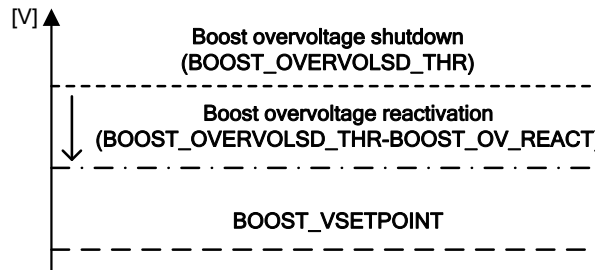 [V]
Boost overvoltage shutdown
(BOOST_OVERVOLSD_THR)
Boost overvoltage reactivation
(BOOST_OVERVOLSD_THR-BOOST_OV_REACT)
BOOST_VSETPOINT